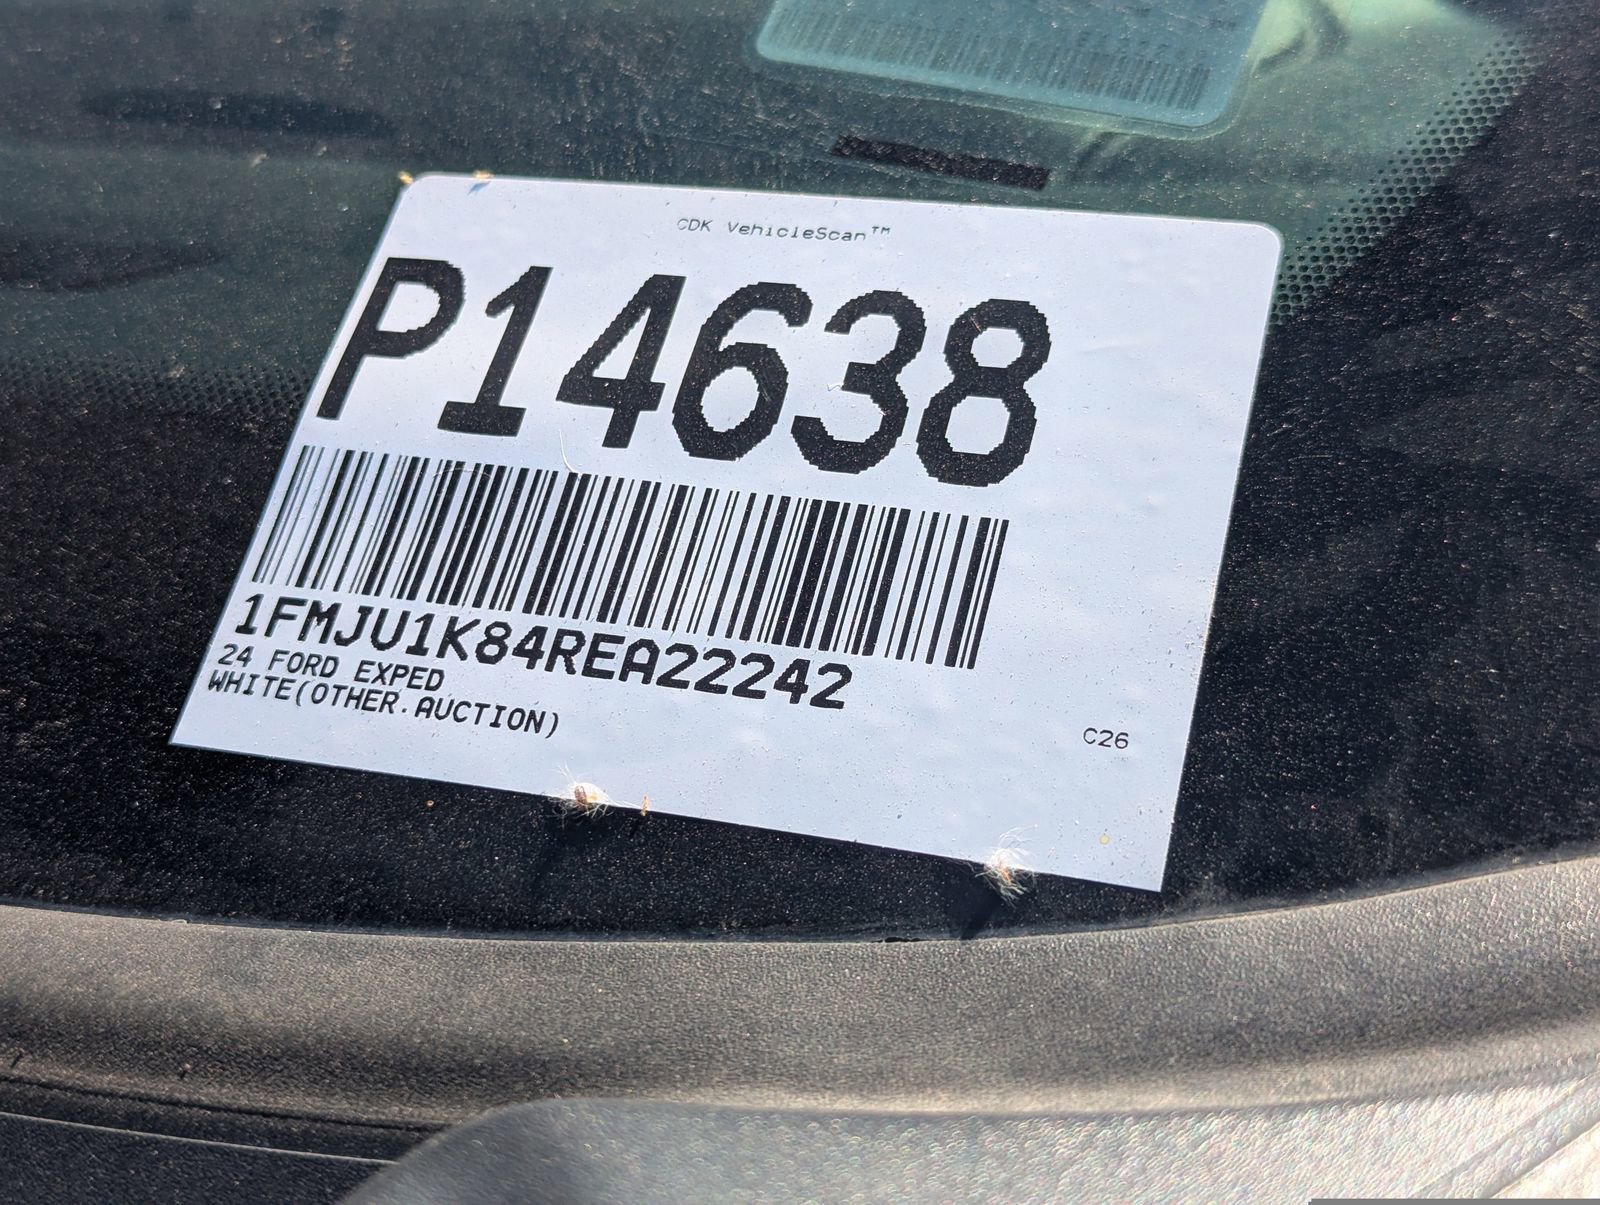 CDK VehicleScan™
P14638
1FMJU1K84REA22242
24 FORD EXPED
WHITE(OTHER.AUCTION)
C26